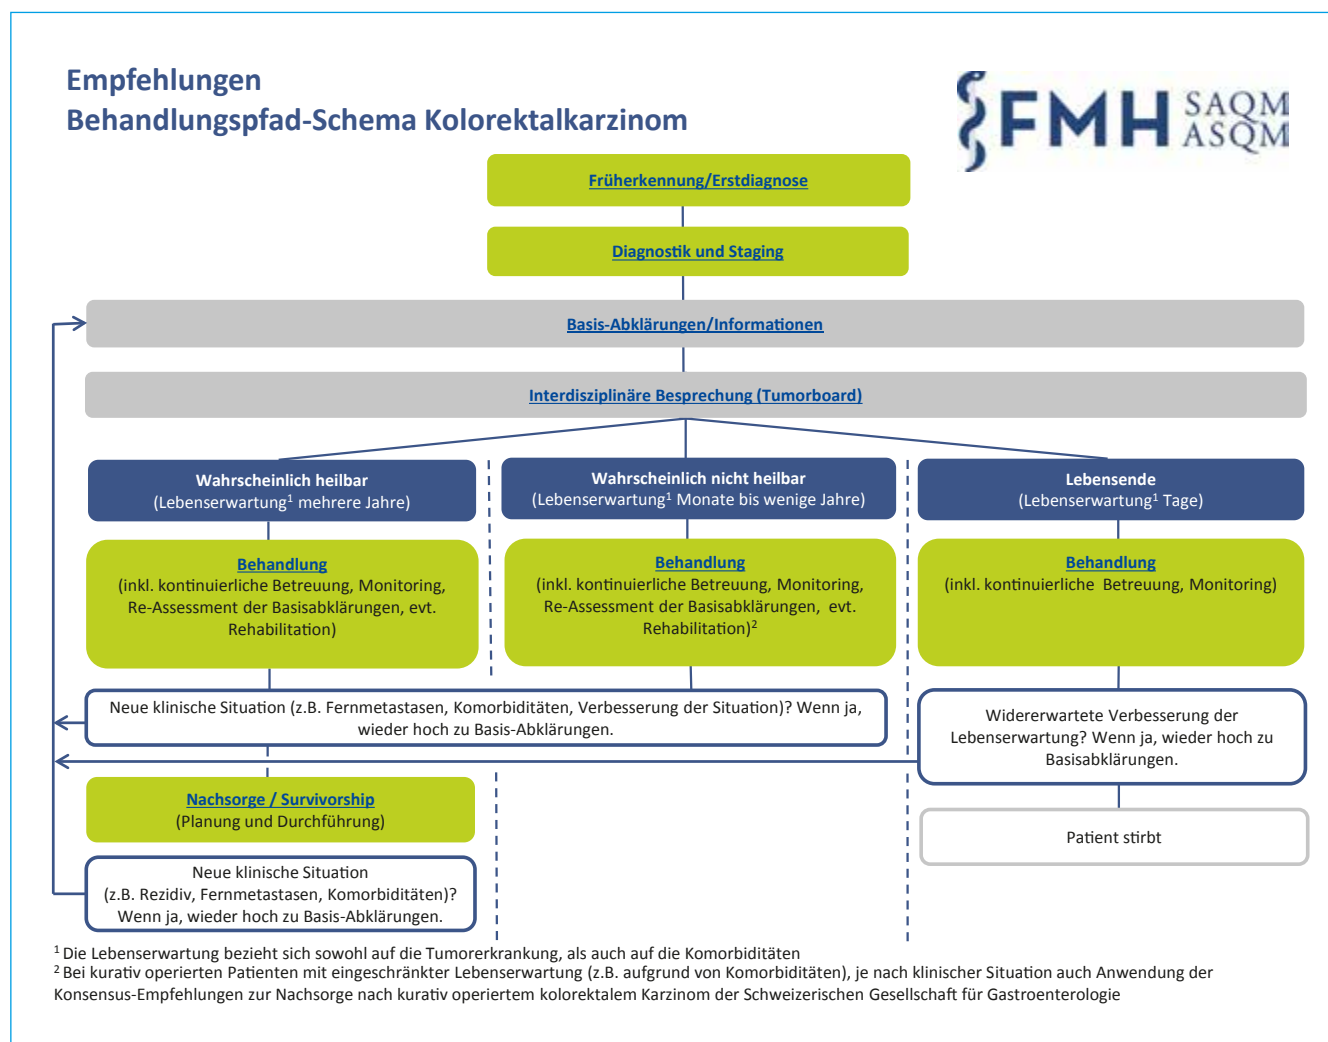 Empfehlungen
Behandlungspfad-Schema Kolorektalkarzinom
FMH SAQM
ASQM
Früherkennung/Erstdiagnose
Diagnostik und Staging
Basis-Abklärungen/Informationen
Interdisziplinäre Besprechung (Tumorboard)
Wahrscheinlich heilbar
(Lebenserwartung¹ mehrere Jahre)
Wahrscheinlich nicht heilbar
(Lebenserwartung¹ Monate bis wenige Jahre)
Lebensende
(Lebenserwartung¹ Tage)
Behandlung
(inkl. kontinuierliche Betreuung, Monitoring,
Re-Assessment der Basisabklärungen, evt.
Rehabilitation)
Behandlung
(inkl. kontinuierliche Betreuung, Monitoring,
Re-Assessment der Basisabklärungen, evt.
Rehabilitation)²
Behandlung
(inkl. kontinuierliche Betreuung, Monitoring)
Neue klinische Situation (z.B. Fernmetastasen, Komorbiditäten, Verbesserung der Situation)? Wenn ja,
wieder hoch zu Basis-Abklärungen.
Widererwartete Verbesserung der
Lebenserwartung? Wenn ja, wieder hoch zu
Basisabklärungen.
Nachsorge / Survivorship
(Planung und Durchführung)
Patient stirbt
Neue klinische Situation
(z.B. Rezidiv, Fernmetastasen, Komorbiditäten)?
Wenn ja, wieder hoch zu Basis-Abklärungen.
¹ Die Lebenserwartung bezieht sich sowohl auf die Tumorerkrankung, als auch auf die Komorbiditäten
² Bei kurativ operierten Patienten mit eingeschränkter Lebenserwartung (z.B. aufgrund von Komorbiditäten), je nach klinischer Situation auch Anwendung der
Konsensus-Empfehlungen zur Nachsorge nach kurativ operiertem kolorektalem Karzinom der Schweizerischen Gesellschaft für Gastroenterologie